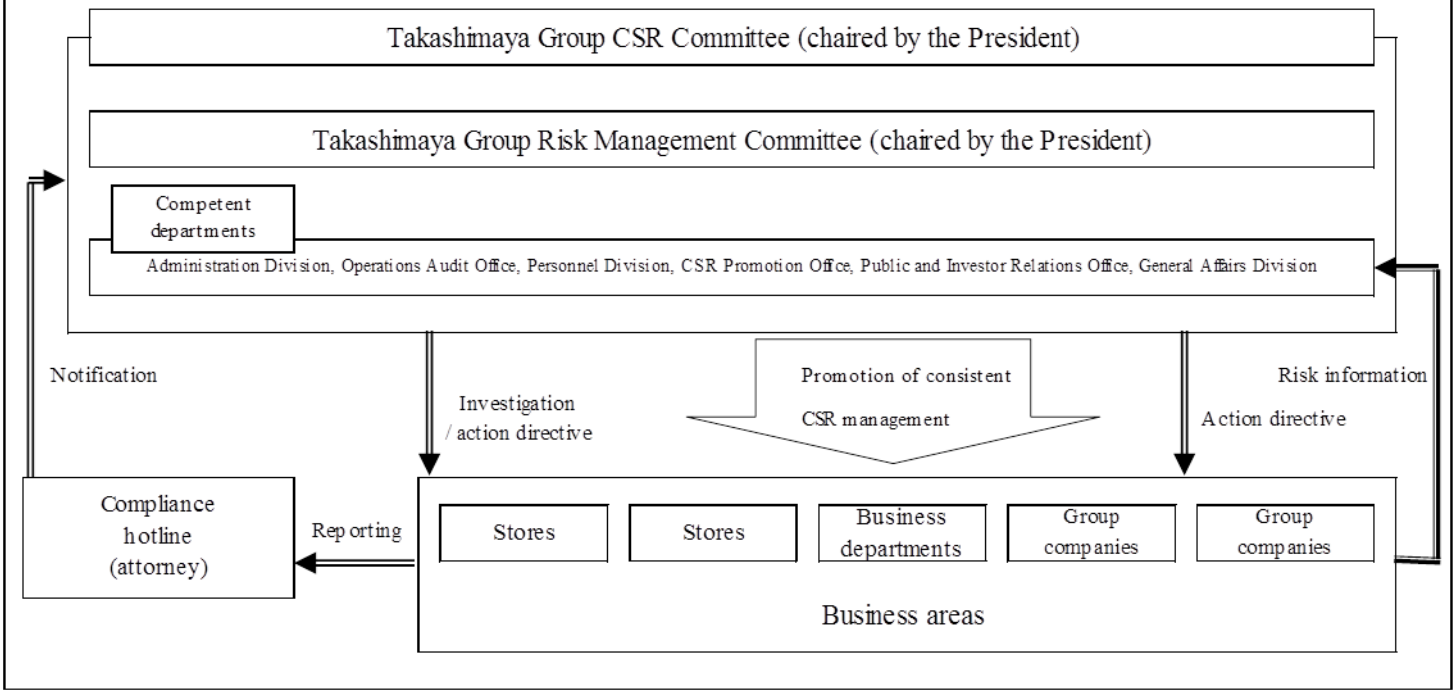 Takashimaya Group CSR Committee (chaired by the President)
Takashimaya Group Risk Management Committee (chaired by the President)
Competent
departments
Administration Division, Operations Audit Office, Personnel Division, CSR Promotion Office, Public and Investor Relations Office, General Affairs Division
Notification
Investigation
/ action directive
Promotion of consistent
CSR management
Risk information
Action directive
Compliance
hotline
(attorney)
Reporting
Stores
Stores
Business
departments
Group
companies
Group
companies
Business areas